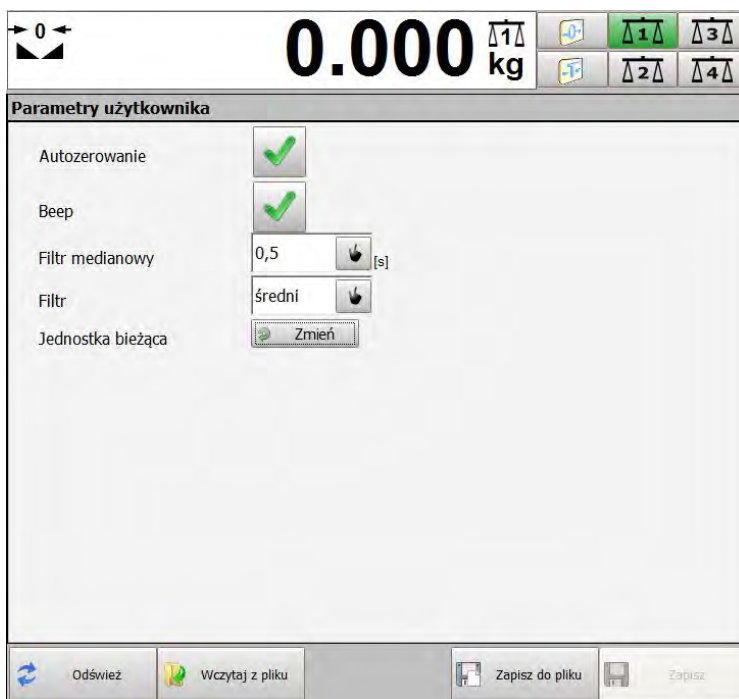 0
0.000
1
kg
-0-
1
3
-T-
2
4
Parametry użytkownika
Autozerowanie
Beep
Filtr medianowy
0,5
[s]
Filtr
średni
Jednostka bieżąca
Zmień
Odśwież
Wczytaj z pliku
Zapisz do pliku
Zapisz